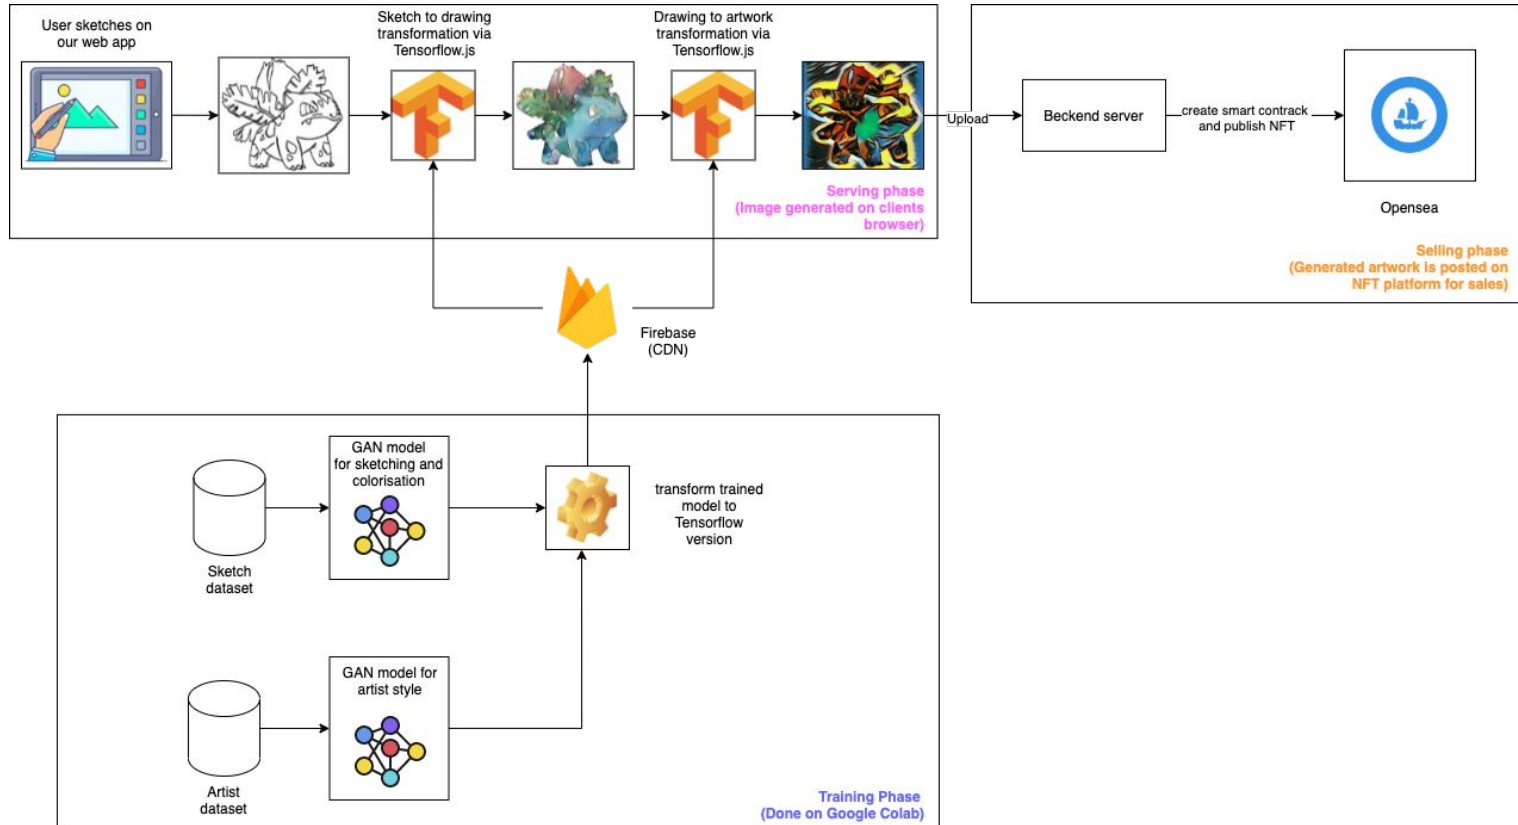 User sketches on
our web app
Sketch to drawing
transformation via
Tensorflow.js
Drawing to artwork
transformation via
Tensorflow.js
Serving phase
(Image generated on clients
browser)
Upload
Beckend server
create smart contrack
and publish NFT
Opensea
Selling phase
(Generated artwork is posted on
NFT platform for sales)
Firebase
(CDN)
GAN model
for sketching and
colorisation
Sketch
dataset
transform trained
model to
Tensorflow
version
GAN model for
artist style
Artist
dataset
Training Phase
(Done on Google Colab)